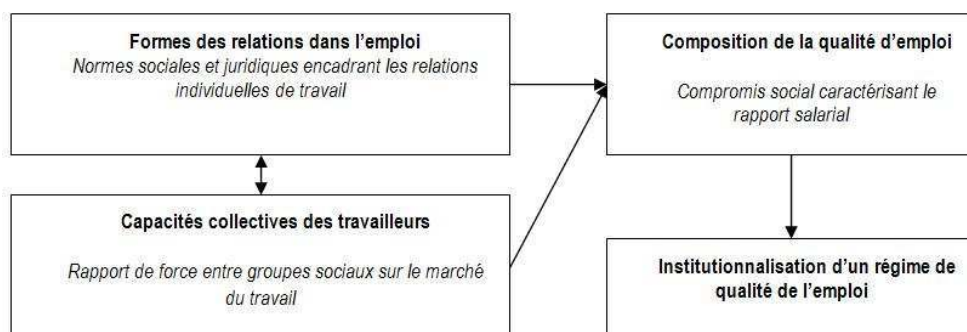 Formes des relations dans l'emploi
Normes sociales et juridiques encadrant les relations
individuelles de travail
Composition de la qualité d'emploi
Compromis social caractérisant le
rapport salarial
Capacités collectives des travailleurs
Rapport de force entre groupes sociaux sur le marché
du travail
Institutionnalisation d'un régime de
qualité de l'emploi